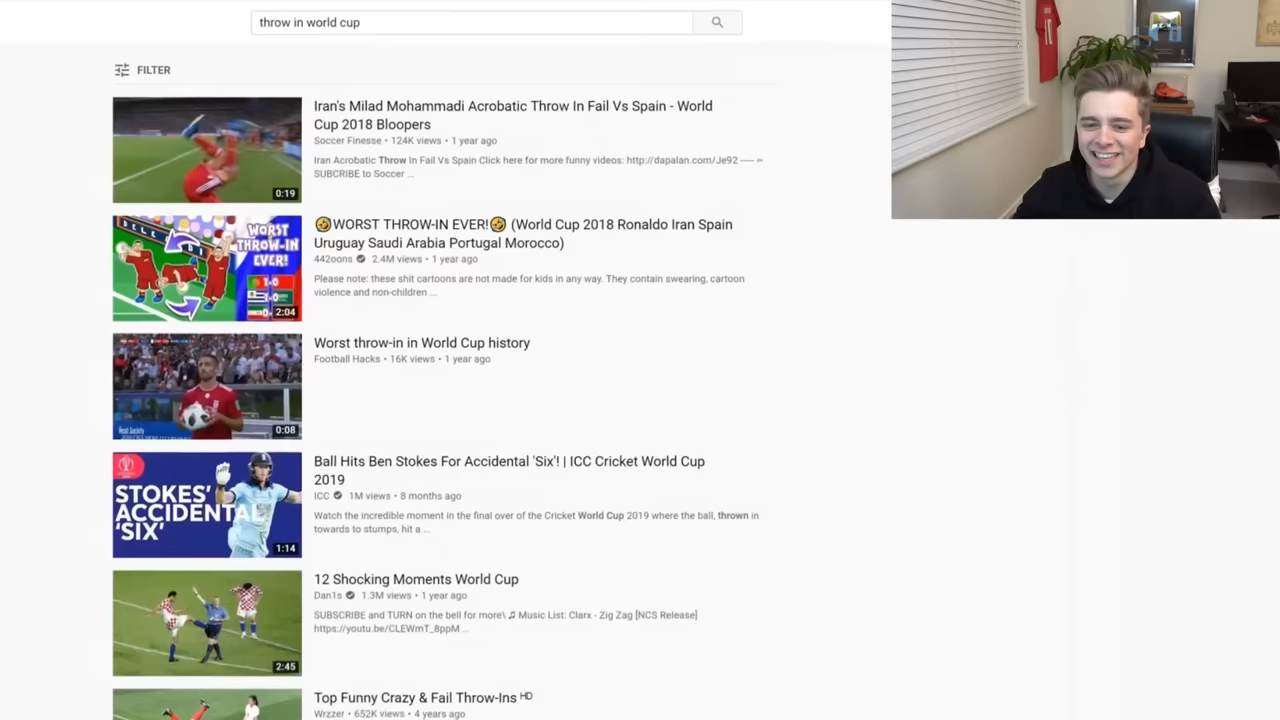 throw in world cup
FILTER
Iran's Milad Mohammadi Acrobatic Throw In Fail Vs Spain - World
Cup 2018 Bloopers
Soccer Finesse • 124K views • 1 year ago
Iran Acrobatic Throw In Fail Vs Spain Click here for more funny videos: http://dapalan.com/Je92 —–
SUBCRIBE to Soccer ...
0:19
🤣WORST THROW-IN EVER!🤣 (World Cup 2018 Ronaldo Iran Spain
Uruguay Saudi Arabia Portugal Morocco)
442oons 2.4M views • 1 year ago
Please note: these shit cartoons are not made for kids in any way. They contain swearing, cartoon
violence and non-children ...
WORST
THROW-IN
EVER!
1-0
2:04
Worst throw-in in World Cup history
Football Hacks • 16K views • 1 year ago
0:08
Ball Hits Ben Stokes For Accidental 'Six'! | ICC Cricket World Cup
2019
ICC 1M views • 8 months ago
Watch the incredible moment in the final over of the Cricket World Cup 2019 where the ball, thrown in
towards to stumps, hit a ...
STOKES'
ACCIDENTAL
'SIX'
1:14
12 Shocking Moments World Cup
Dan1s 1.3M views • 1 year ago
SUBSCRIBE and TURN on the bell for more\ ♫ Music List: Clarx - Zig Zag [NCS Release]
https://youtu.be/CLEWmT_8ppM ...
2:45
Top Funny Crazy & Fail Throw-Ins HD
Wrzzer • 652K views • 4 years ago